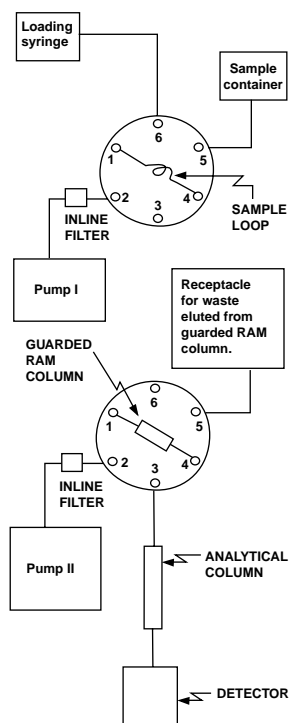 Loading
syringe
Sample
container
6
1
5
2
4
3
INLINE
FILTER
SAMPLE
LOOP
Pump I
Receptacle
for waste
eluted from
guarded RAM
column.
GUARDED
RAM
COLUMN
6
1
5
2
4
3
INLINE
FILTER
Pump II
ANALYTICAL
COLUMN
DETECTOR